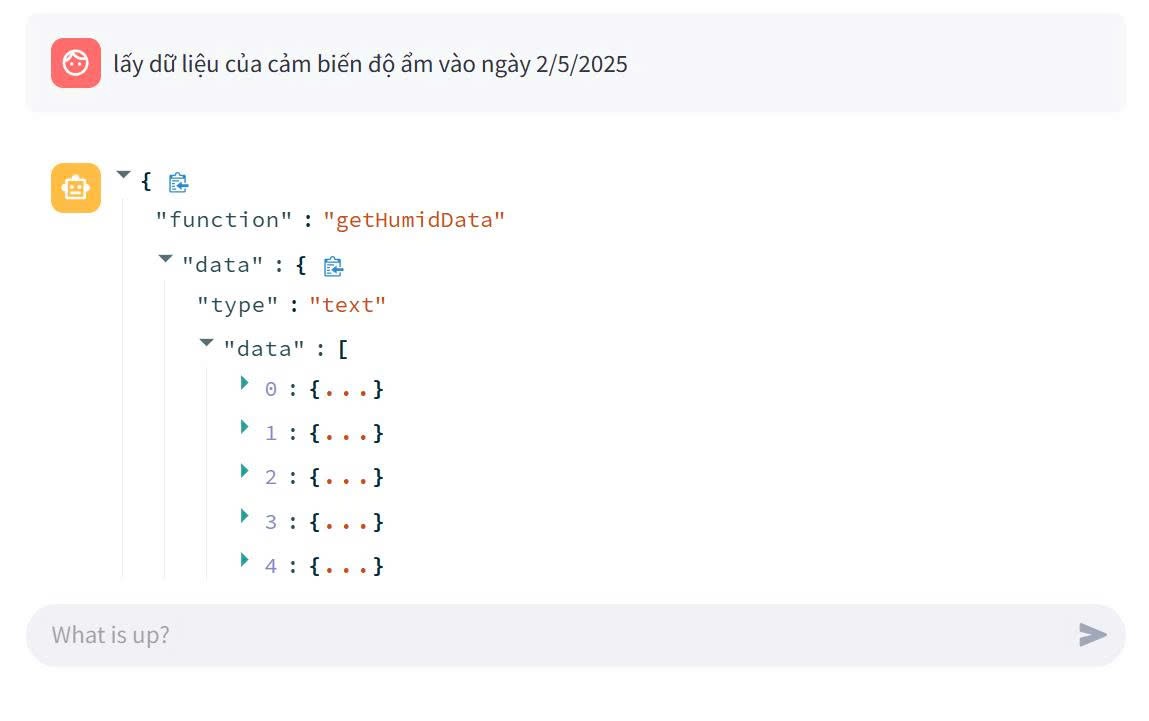 lấy dữ liệu của cảm biến độ ẩm vào ngày 2/5/2025
{
"function" : "getHumidData"
"data" : {
"type" : "text"
"data" : [
0 : {...}
1 : {...}
2 : {...}
3 : {...}
4 : {...}
What is up?